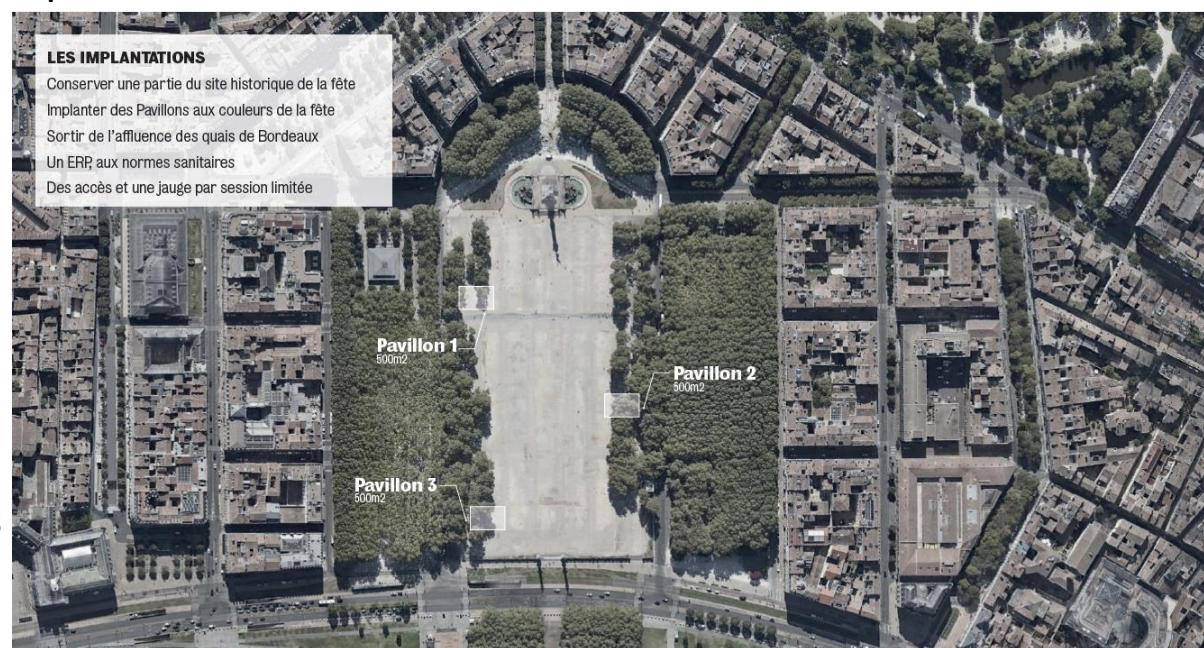 LES IMPLANTATIONS
Conserver une partie du site historique de la fête
Implanter des Pavillons aux couleurs de la fête
Sortir de l'affluence des quais de Bordeaux
Un ERP, aux normes sanitaires
Des accès et une jauge par session limitée
Pavillon 1
500m2
Pavillon 2
500m2
Pavillon 3
500m2